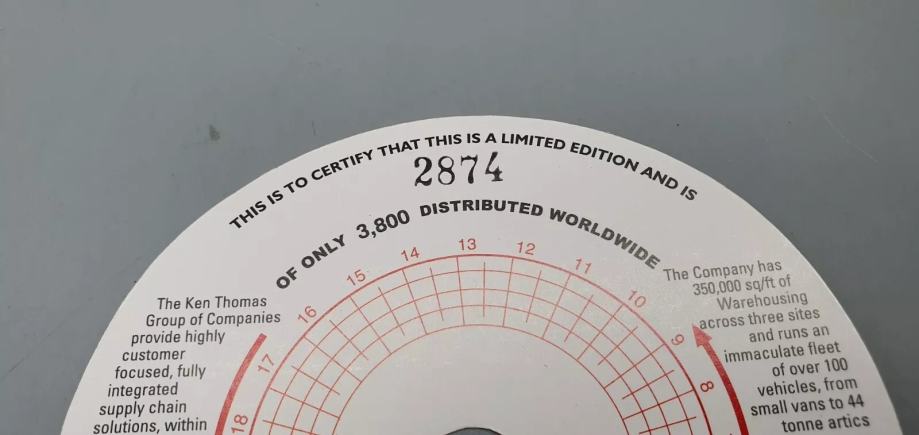 THIS IS TO CERTIFY THAT THIS IS A LIMITED EDITION AND IS
2874
OF ONLY 3,800 DISTRIBUTED WORLDWIDE
18 17 16 15 14 13 12 11 10 9 8
The Ken Thomas
Group of Companies
provide highly
customer
focused, fully
integrated
supply chain
solutions, within
The Company has
350,000 sq/ft of
Warehousing
across three sites
and runs an
immaculate fleet
of over 100
vehicles, from
small vans to 44
tonne artics